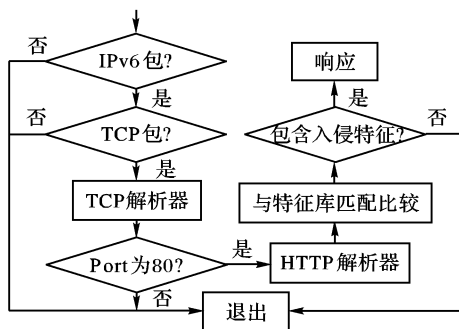 否
IPv6包?
是
否
TCP包?
是
TCP解析器
Port为80?
是
否
HTTP解析器
与特征库匹配比较
包含入侵特征?
是
否
响应
退出